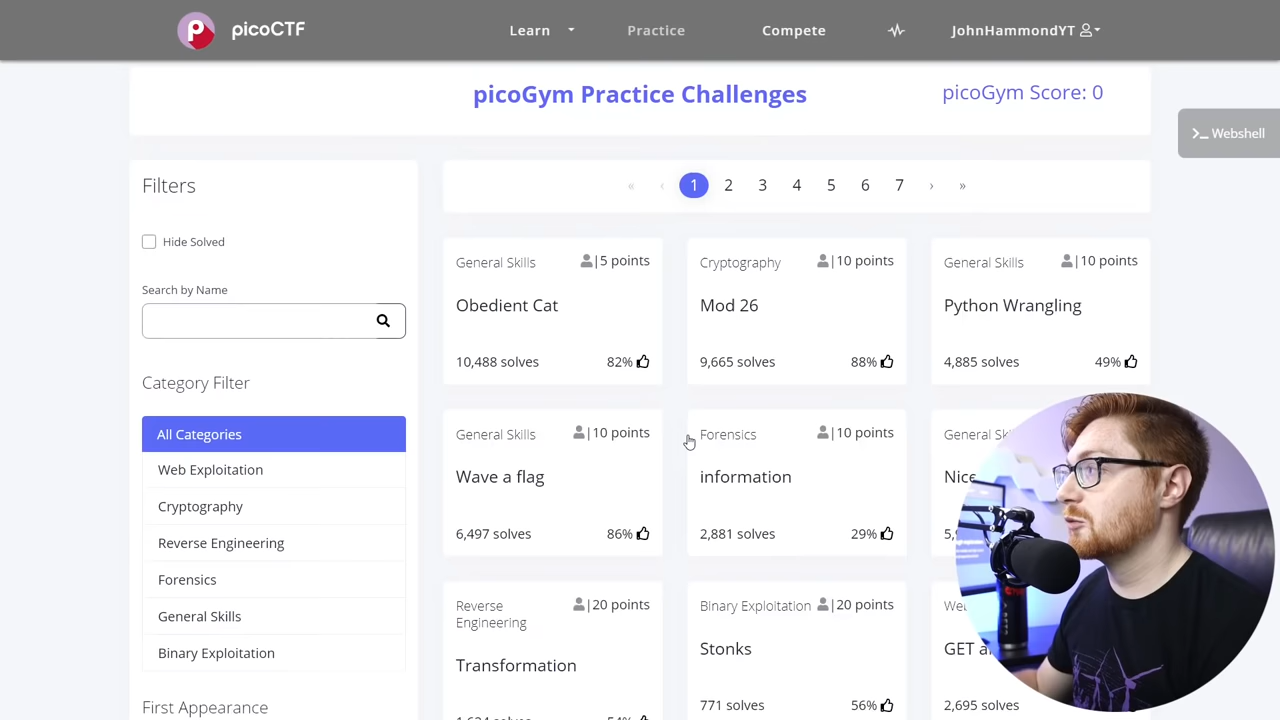 picoCTF
Learn
Practice
Compete
JohnHammondYT
picoGym Practice Challenges
picoGym Score: 0
Webshell
Filters
Hide Solved
Search by Name
Category Filter
All Categories
Web Exploitation
Cryptography
Reverse Engineering
Forensics
General Skills
Binary Exploitation
First Appearance
« ‹ 1 2 3 4 5 6 7 › »
General Skills |5 points
Obedient Cat
10,488 solves 82%
Cryptography |10 points
Mod 26
9,665 solves 88%
General Skills |10 points
Python Wrangling
4,885 solves 49%
General Skills |10 points
Wave a flag
6,497 solves 86%
Forensics |10 points
information
2,881 solves 29%
General
Nice
Reverse
Engineering |20 points
Transformation
Binary Exploitation |20 points
Stonks
771 solves 56%
GET
2,695 solves